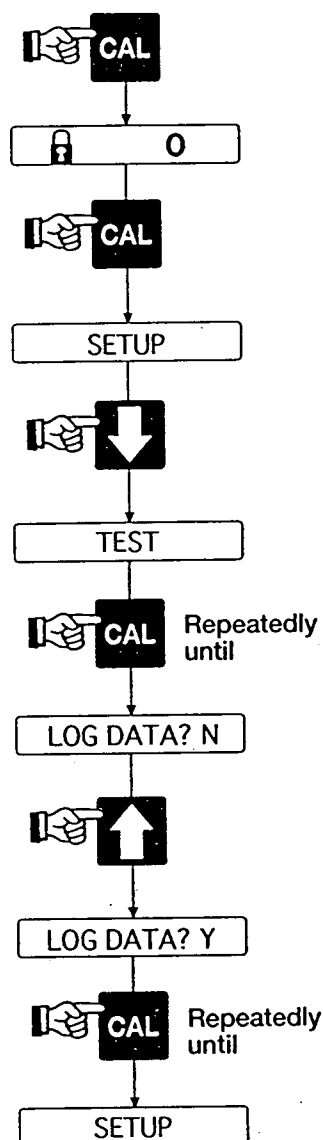 CAL
0
CAL
SETUP
TEST
CAL Repeatedly
until
LOG DATA? N
LOG DATA? Y
CAL Repeatedly
until
SETUP